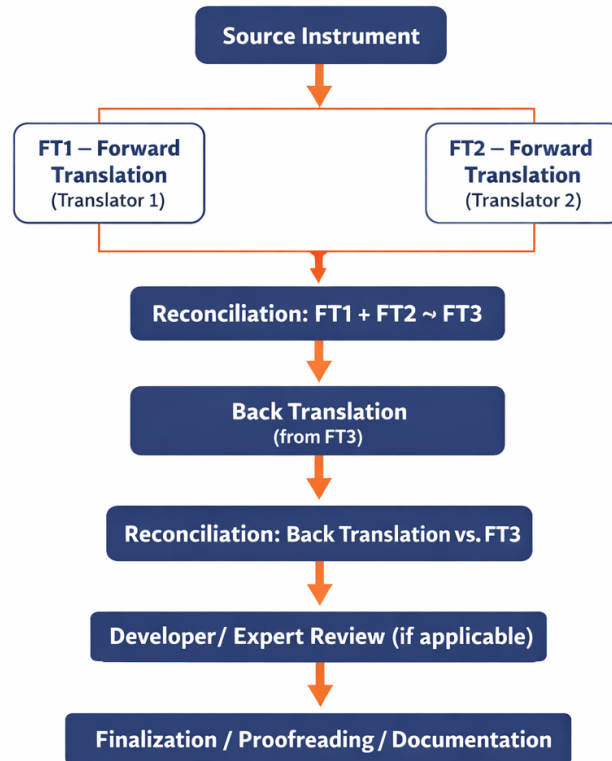 Source Instrument
FT1 – Forward
Translation
(Translator 1)
FT2 – Forward
Translation
(Translator 2)
Reconciliation: FT1 + FT2 ~ FT3
Back Translation
(from FT3)
Reconciliation: Back Translation vs. FT3
Developer/ Expert Review (if applicable)
Finalization / Proofreading / Documentation